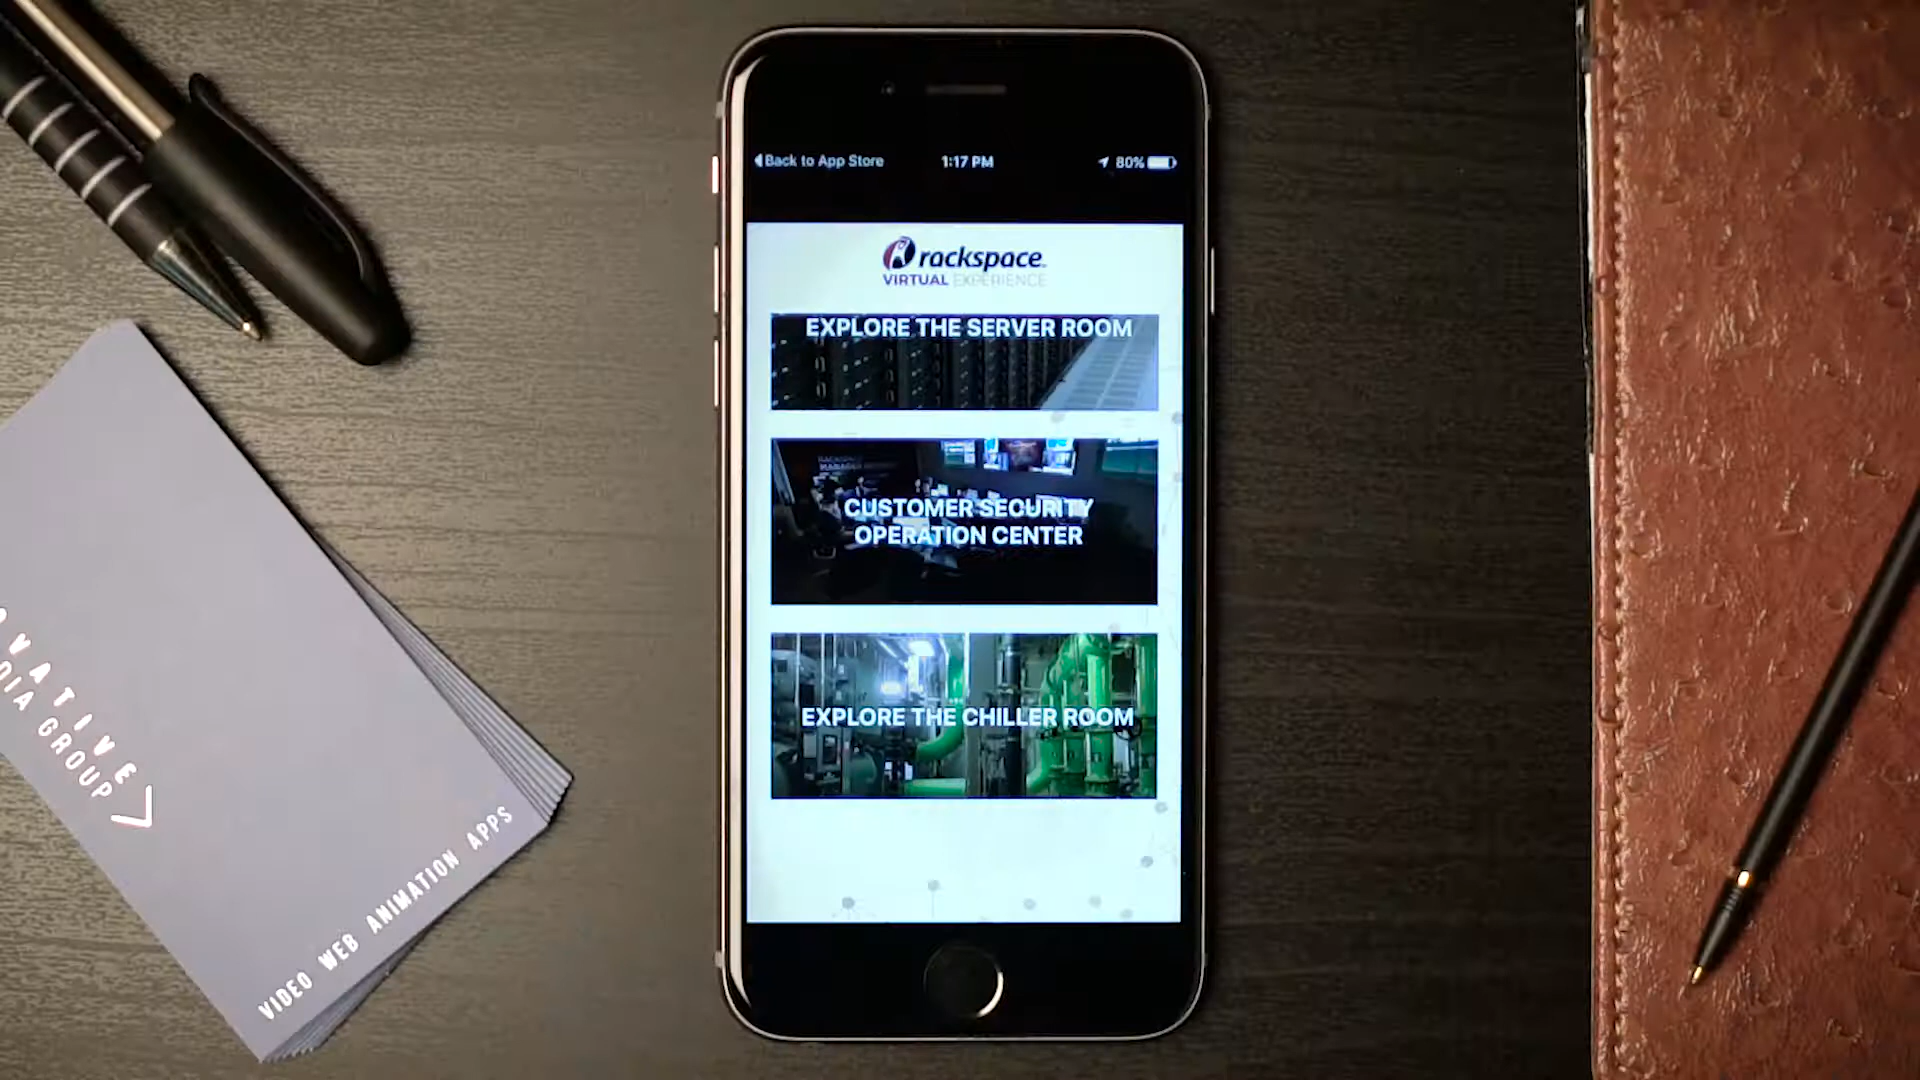 Back to App Store
1:17 PM
80%
rackspace
VIRTUAL EXPERIENCE
EXPLORE THE SERVER ROOM
CUSTOMER SECURITY
OPERATION CENTER
EXPLORE THE CHILLER ROOM
VATIVE
DIA GROUP
VIDEO WEB ANIMATION APPS